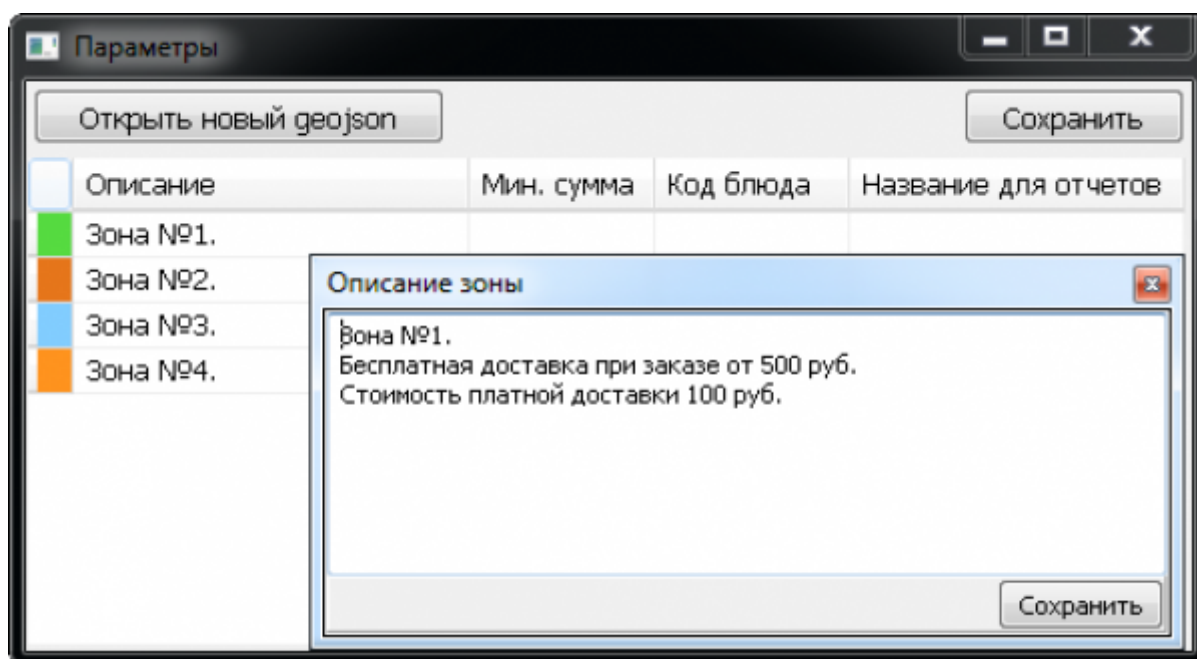 Параметры
Открыть новый geojson
Сохранить
Описание Мин. сумма Код блюда Название для отчетов
Зона №1.
Зона №2.
Зона №3.
Зона №4.
Описание зоны
Зона №1.
Бесплатная доставка при заказе от 500 руб.
Стоимость платной доставки 100 руб.
Сохранить